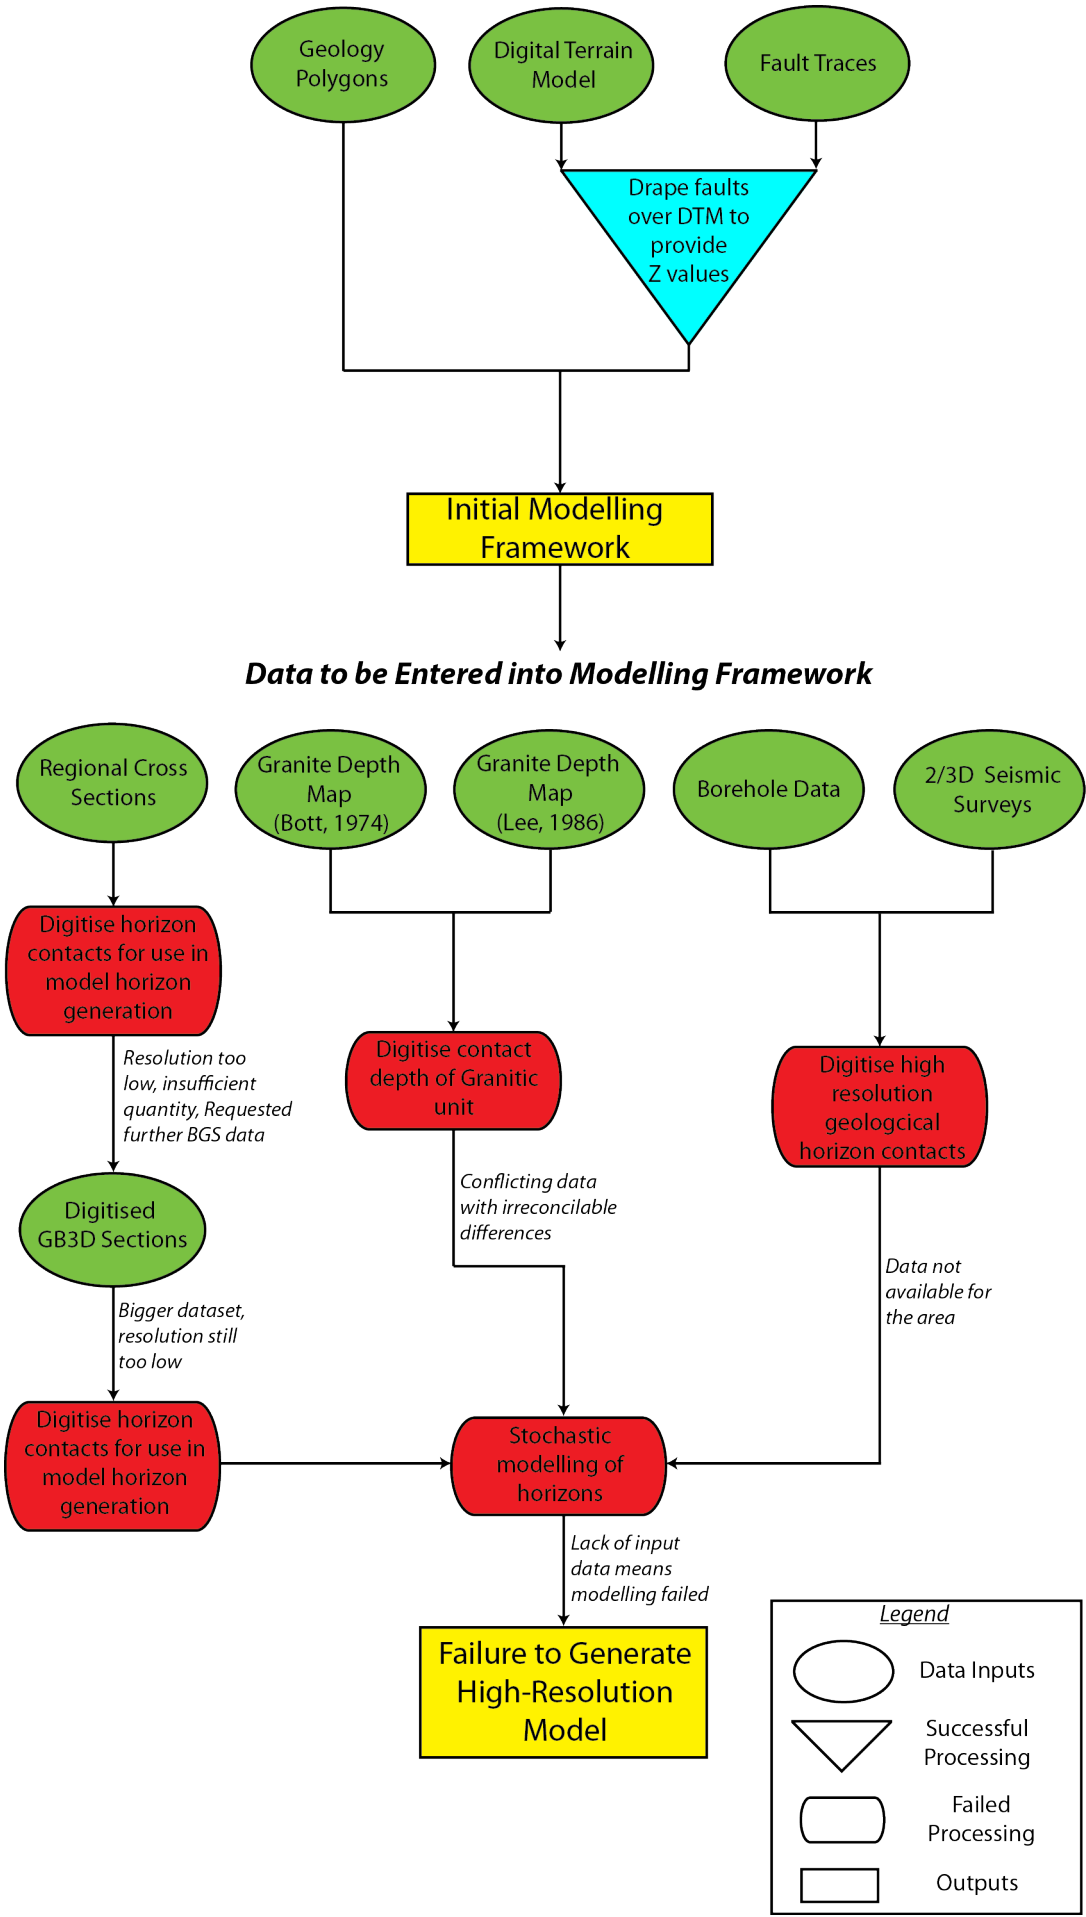 Geology
Polygons
Digital Terrain
Model
Fault Traces
Drape faults
over DTM to
provide
Z values
Initial Modelling
Framework
Data to be Entered into Modelling Framework
Regional Cross
Sections
Granite Depth
Map
(Bott, 1974)
Granite Depth
Map
(Lee, 1986)
Borehole Data
2/3D Seismic
Surveys
Digitise horizon
contacts for use in
model horizon
generation
Resolution too
low, insufficient
quantity, Requested
further BGS data
Digitise contact
depth of Granitic
unit
Digitise high
resolution
geologcical
horizon contacts
Conflicting data
with irreconcilable
differences
Digitised
GB3D Sections
Data not
available for
the area
Bigger dataset,
resolution still
too low
Digitise horizon
contacts for use in
model horizon
generation
Stochastic
modelling of
horizons
Lack of input
data means
modelling failed
Failure to Generate
High-Resolution
Model
Legend
Data Inputs
Successful
Processing
Failed
Processing
Outputs